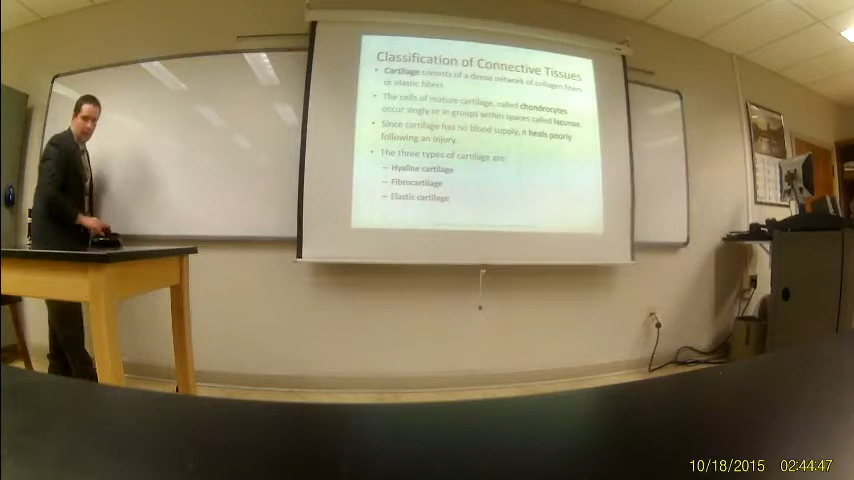 Classification of Connective Tissues
• Cartilage consists of a dense network of collagen fibers
or elastic fibers
• The cells of mature cartilage, called chondrocytes
occur singly or in groups within spaces called lacunae.
• Since cartilage has no blood supply, it heals poorly
following an injury.
• The three types of cartilage are:
– Hyaline cartilage
– Fibrocartilage
– Elastic cartilage
10/18/2015 02:44:47